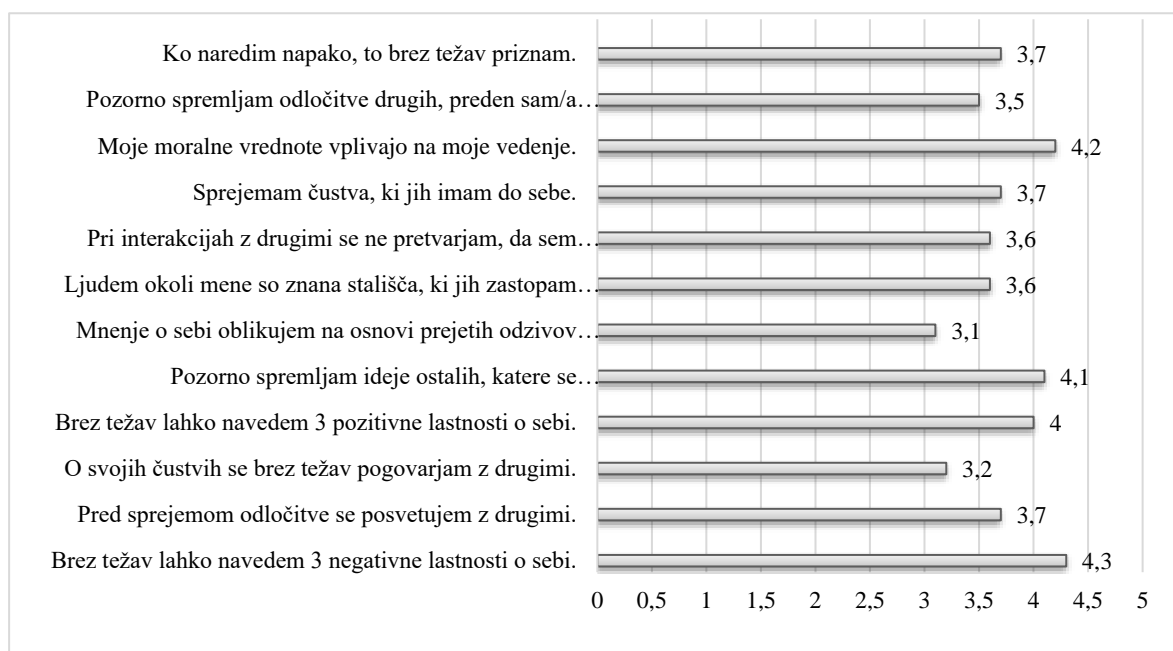 Ko naredim napako, to brez težav priznam.
3,7
Pozorno spremljam odločitve drugih, preden sam/a…
3,5
Moje moralne vrednote vplivajo na moje vedenje.
4,2
Sprejemam čustva, ki jih imam do sebe.
3,7
Pri interakcijah z drugimi se ne pretvarjam, da sem…
3,6
Ljudem okoli mene so znana stališča, ki jih zastopam…
3,6
Mnenje o sebi oblikujem na osnovi prejetih odzivov…
3,1
Pozorno spremljam ideje ostalih, katere se…
4,1
Brez težav lahko navedem 3 pozitivne lastnosti o sebi.
4
O svojih čustvih se brez težav pogovarjam z drugimi.
3,2
Pred sprejemom odločitve se posvetujem z drugimi.
3,7
Brez težav lahko navedem 3 negativne lastnosti o sebi.
4,3
0 0,5 1 1,5 2 2,5 3 3,5 4 4,5 5